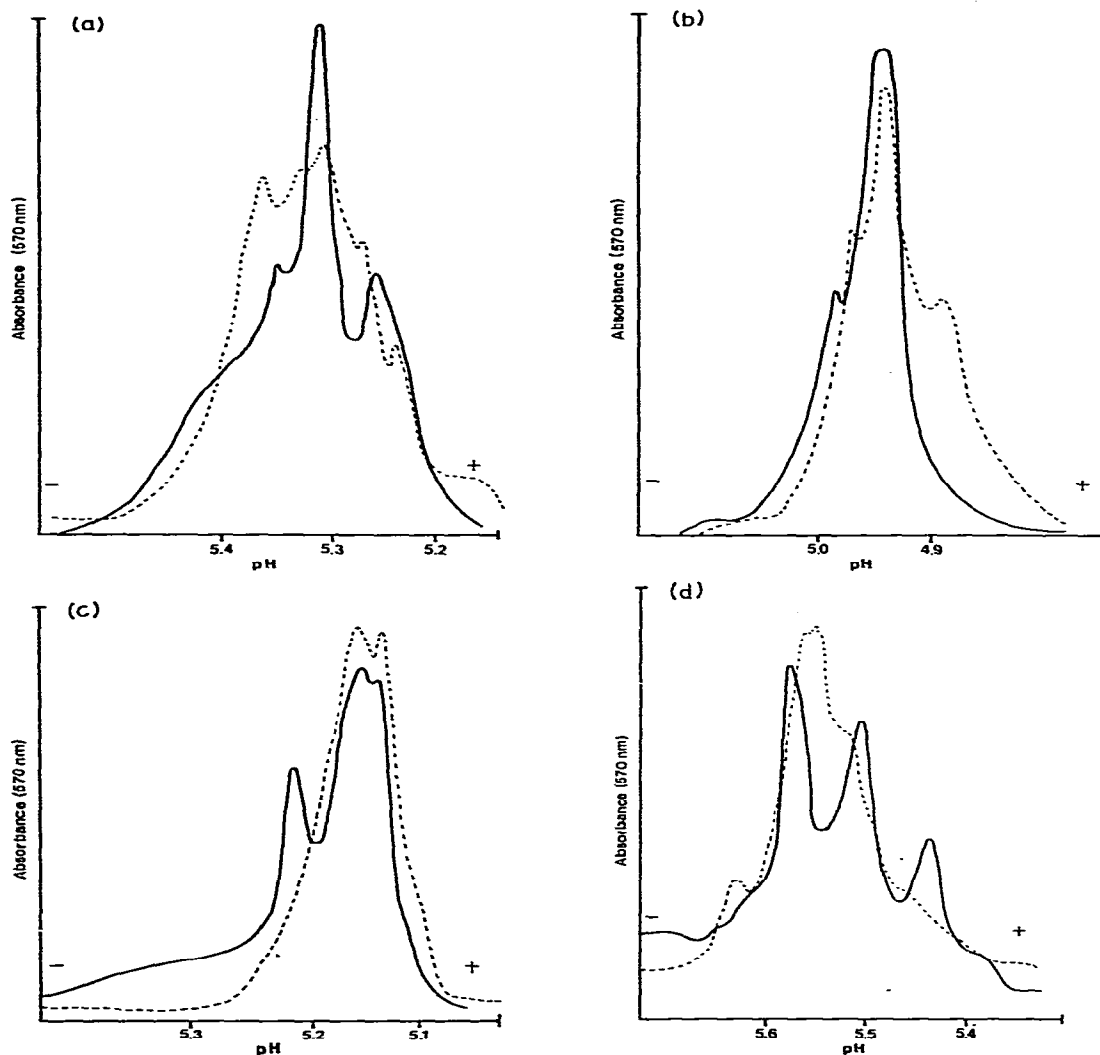 (a)
Absorbance (570 nm)
−
+
5.4
5.3
5.2
pH
(b)
Absorbance (570 nm)
−
+
5.0
4.9
pH
(c)
Absorbance (570 nm)
−
+
5.3
5.2
5.1
pH
(d)
Absorbance (570 nm)
−
+
5.6
5.5
5.4
pH